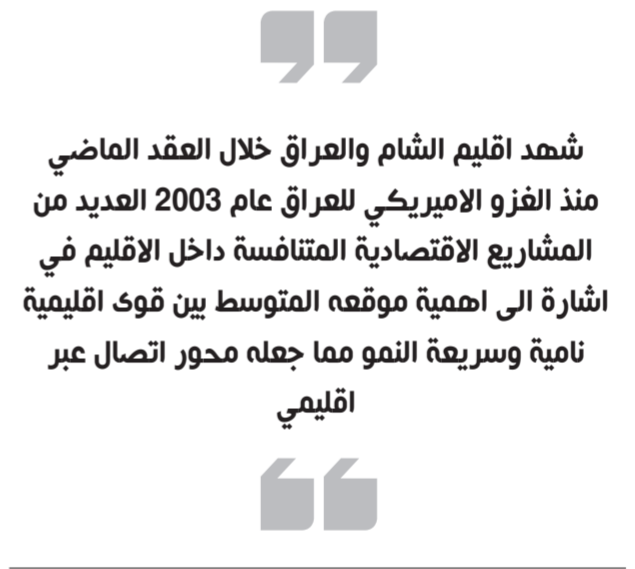 شهد اقليم الشام والعراق خلال العقد الماضي
منذ الغزو الاميريكي للعراق عام 2003 العديد من
المشاريع الاقتصادية المتنافسة داخل الاقليم في
اشارة الى اهمية موقعه المتوسط بين قوى اقليمية
نامية وسريعة النمو مما جعله محور اتصال عبر
اقليمي